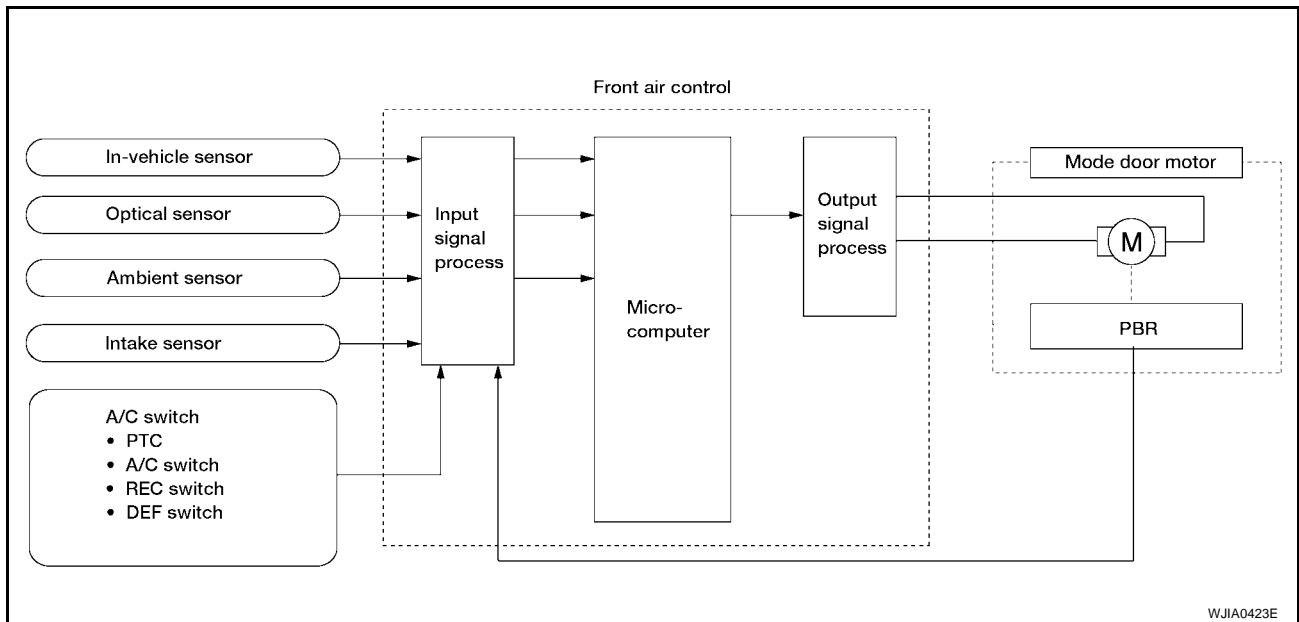 Front air control
In-vehicle sensor
Optical sensor
Ambient sensor
Intake sensor
A/C switch
• PTC
• A/C switch
• REC switch
• DEF switch
Input
signal
process
Micro-
computer
Output
signal
process
Mode door motor
M
PBR
WJIA0423E